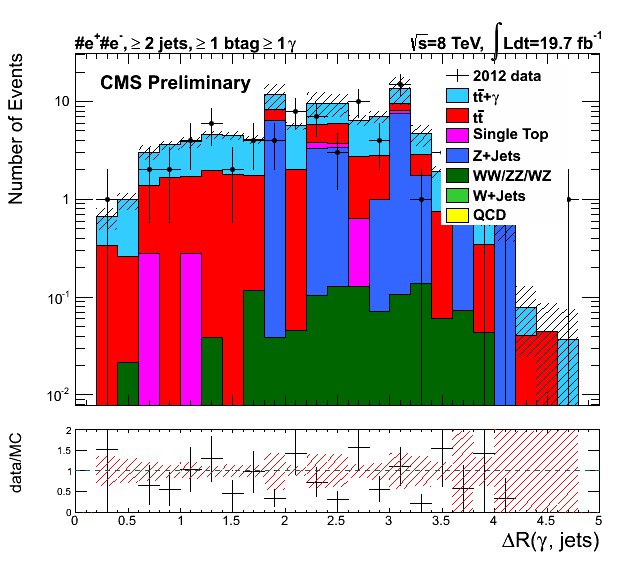 #e⁺#e⁻, ≥ 2 jets, ≥ 1 btag ≥ 1 γ
√s=8 TeV, ∫ Ldt=19.7 fb⁻¹
CMS Preliminary
2012 data
tt̄+γ
tt̄
Single Top
Z+Jets
WW/ZZ/WZ
W+Jets
QCD
Number of Events
10
1
10⁻¹
10⁻²
data/MC
2
1.5
1
0.5
0
0 0.5 1 1.5 2 2.5 3 3.5 4 4.5 5
ΔR(γ, jets)